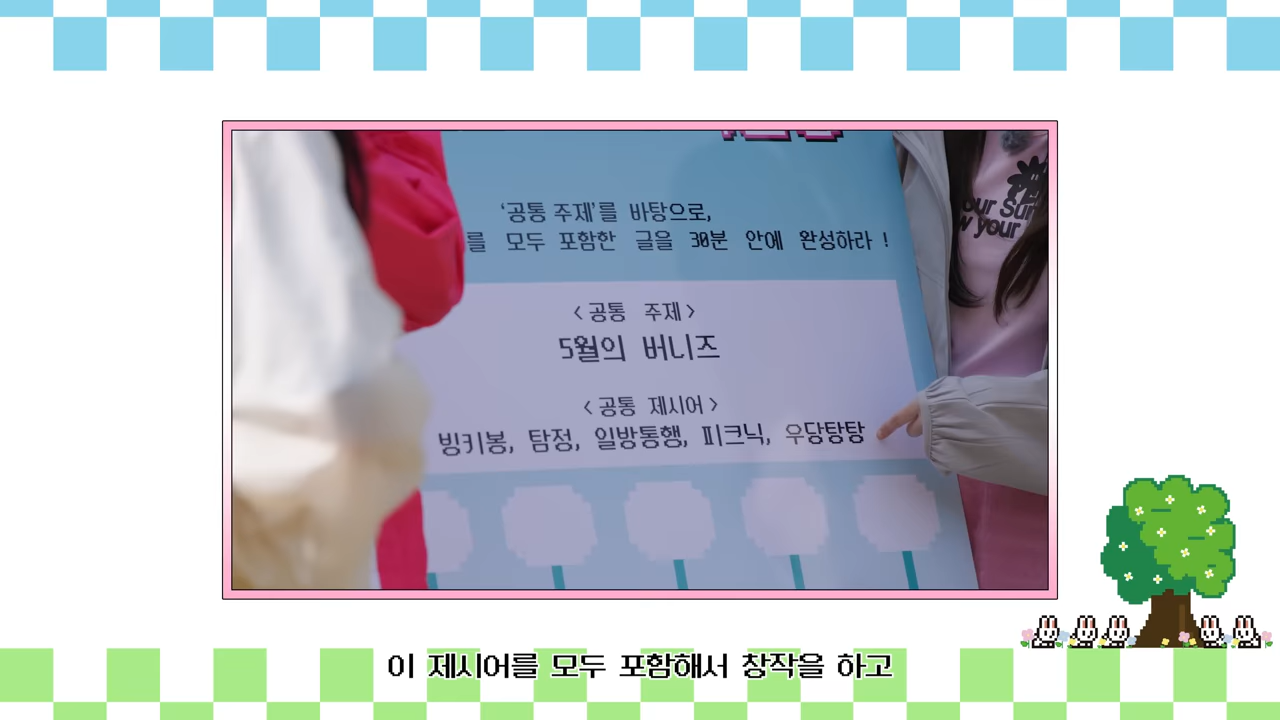 ‘공통 주제’를 바탕으로,
를 모두 포함한 글을 30분 안에 완성하라 !
〈공통 주제〉
5월의 버니즈
〈공통 제시어〉
빙키봉, 탐정, 일방통행, 피크닉, 우당탕탕
our Sun
w your
이 제시어를 모두 포함해서 창작을 하고